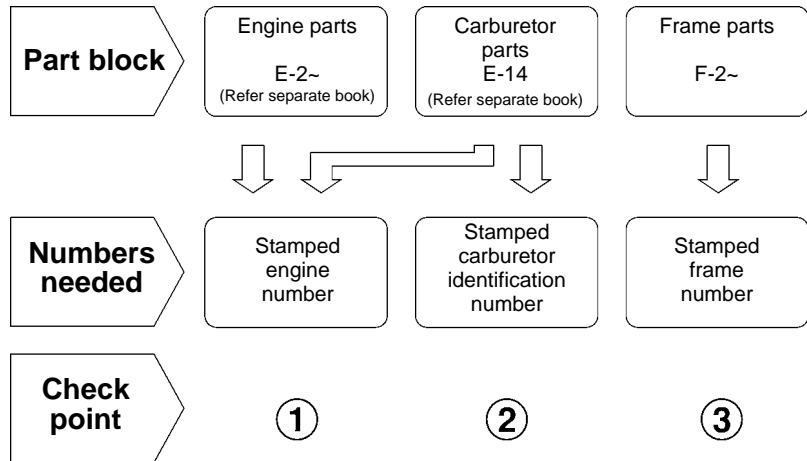 Part block
Engine parts
E-2~
(Refer separate book)
Carburetor
parts
E-14
(Refer separate book)
Frame parts
F-2~
Numbers
needed
Stamped
engine
number
Stamped
carburetor
identification
number
Stamped
frame
number
Check
point
1
2
3